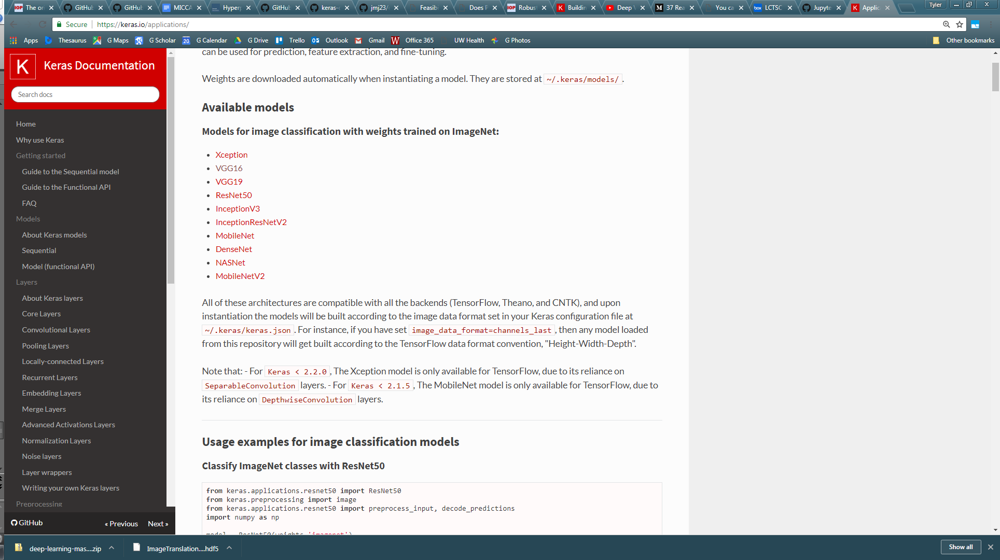 The on
GitHub
GitHub
MICCA
Hyperp
GitHub
keras-
jmj23/
Feasib
Does
Robus
Buildin
Deep
37 Rea
You ca
LCTSC
Jupyte
Applic
Tyler
Secure https://keras.io/applications/
Apps Thesaurus G Maps G Scholar G Calendar G Drive Trello Outlook Gmail Office 365 UW Health G Photos Other bookmarks
K Keras Documentation
Search docs
Home
Why use Keras
Getting started
Guide to the Sequential model
Guide to the Functional API
FAQ
Models
About Keras models
Sequential
Model (functional API)
Layers
About Keras layers
Core Layers
Convolutional Layers
Pooling Layers
Locally-connected Layers
Recurrent Layers
Embedding Layers
Merge Layers
Advanced Activations Layers
Normalization Layers
Noise layers
Layer wrappers
Writing your own Keras layers
Preprocessing
GitHub « Previous Next »
can be used for prediction, feature extraction, and fine-tuning.
Weights are downloaded automatically when instantiating a model. They are stored at ~/.keras/models/ .
Available models
Models for image classification with weights trained on ImageNet:
• Xception
• VGG16
• VGG19
• ResNet50
• InceptionV3
• InceptionResNetV2
• MobileNet
• DenseNet
• NASNet
• MobileNetV2
All of these architectures are compatible with all the backends (TensorFlow, Theano, and CNTK), and upon
instantiation the models will be built according to the image data format set in your Keras configuration file at
~/.keras/keras.json . For instance, if you have set image_data_format=channels_last , then any model loaded
from this repository will get built according to the TensorFlow data format convention, "Height-Width-Depth".
Note that: - For Keras < 2.2.0 , The Xception model is only available for TensorFlow, due to its reliance on
SeparableConvolution layers. - For Keras < 2.1.5 , The MobileNet model is only available for TensorFlow, due to
its reliance on DepthwiseConvolution layers.
Usage examples for image classification models
Classify ImageNet classes with ResNet50
from keras.applications.resnet50 import ResNet50
from keras.preprocessing import image
from keras.applications.resnet50 import preprocess_input, decode_predictions
import numpy as np
model = ResNet50(weights='imagenet')
deep-learning-mas....zip ImageTranslation....hdf5 Show all